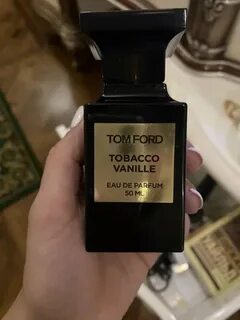 TOM FORD
TOBACCO
VANILLE
EAU DE PARFUM
50 ML